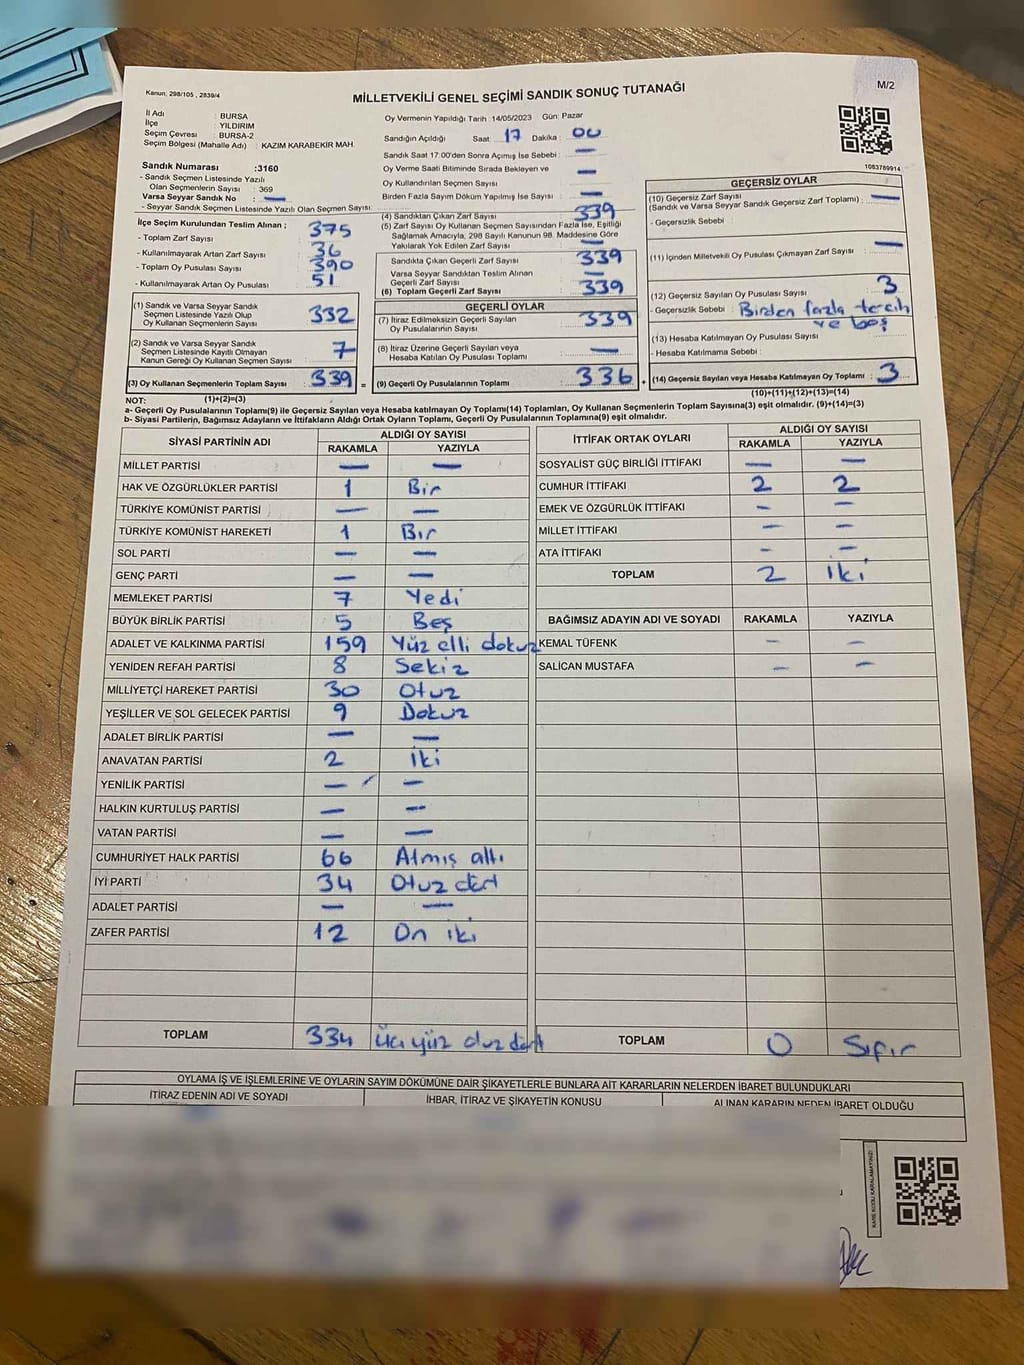 Kanun, 298/105 , 2839/4
MİLLETVEKİLİ GENEL SEÇİMİ SANDIK SONUÇ TUTANAĞI
M/2
İl Adı : BURSA
İlçe : YILDIRIM
Seçim Çevresi : BURSA-2
Seçim Bölgesi (Mahalle Adı) : KAZIM KARABEKİR MAH.
Sandık Numarası :3160
- Sandık Seçmen Listesinde Yazılı
Olan Seçmenlerin Sayısı : 369
Varsa Seyyar Sandık No : —
- Seyyar Sandık Seçmen Listesinde Yazılı Olan Seçmen Sayısı:
Oy Vermenin Yapıldığı Tarih :14/05/2023 Gün: Pazar
Sandığın Açıldığı Saat: 17 Dakika : 00
Sandık Saat 17:00'den Sonra Açımış İse Sebebi : —
Oy Verme Saati Bitiminde Sırada Bekleyen ve
Oy Kullandırılan Seçmen Sayısı : —
Birden Fazla Sayım Döküm Yapılmış İse Sayısı : —
1083789914
İlçe Seçim Kurulundan Teslim Alınan ;
- Toplam Zarf Sayısı : 375
- Kullanılmayarak Artan Zarf Sayısı : 36
- Toplam Oy Pusulası Sayısı : 390
- Kullanılmayarak Artan Oy Pusulası : 51
(1) Sandık ve Varsa Seyyar Sandık
Seçmen Listesinde Yazılı Olup
Oy Kullanan Seçmenlerin Sayısı : 332
(2) Sandık ve Varsa Seyyar Sandık
Seçmen Listesinde Kayıtlı Olmayan
Kanun Gereği Oy Kullanan Seçmen Sayısı : 7
(3) Oy Kullanan Seçmenlerin Toplam Sayısı : 339 =
(4) Sandıktan Çıkan Zarf Sayısı : 339
(5) Zarf Sayısı Oy Kullanan Seçmen Sayısından Fazla İse, Eşitliği
Sağlamak Amacıyla, 298 Sayılı Kanunun 98. Maddesine Göre
Yakılarak Yok Edilen Zarf Sayısı : —
Sandıkta Çıkan Geçerli Zarf Sayısı : 339
Varsa Seyyar Sandıktan Teslim Alınan
Geçerli Zarf Sayısı : —
(6) Toplam Geçerli Zarf Sayısı : 339
GEÇERLİ OYLAR
(7) İtiraz Edilmeksizin Geçerli Sayılan
Oy Pusulalarının Sayısı : 339
(8) İtiraz Üzerine Geçerli Sayılan veya
Hesaba Katılan Oy Pusulası Toplamı : —
(9) Geçerli Oy Pusulalarının Toplamı : 336 +
GEÇERSİZ OYLAR
(10) Geçersiz Zarf Sayısı
(Sandık ve Varsa Seyyar Sandık Geçersiz Zarf Toplamı) : —
- Geçersizlik Sebebi :
(11) İçinden Milletvekili Oy Pusulası Çıkmayan Zarf Sayısı : —
(12) Geçersiz Sayılan Oy Pusulası Sayısı : 3
- Geçersizlik Sebebi : Birden fazla tercih
ve boş
(13) Hesaba Katılmayan Oy Pusulası Sayısı :
- Hesaba Katılmama Sebebi :
(14) Geçersiz Sayılan veya Hesaba Katılmayan Oy Toplamı : 3
NOT: (1)+(2)=(3)
(10)+(11)+(12)+(13)=(14)
a- Geçerli Oy Pusulalarının Toplamı(9) ile Geçersiz Sayılan veya Hesaba Katılmayan Oy Toplamı(14) Toplamları, Oy Kullanan Seçmenlerin Toplam Sayısına(3) eşit olmalıdır. (9)+(14)=(3)
b- Siyasi Partilerin, Bağımsız Adayların ve İttifakların Aldığı Ortak Oyların Toplamı, Geçerli Oy Pusulalarının Toplamına(9) eşit olmalıdır.
SİYASİ PARTİNİN ADI ALDIĞI OY SAYISI
RAKAMLA YAZIYLA
MİLLET PARTİSİ — —
HAK VE ÖZGÜRLÜKLER PARTİSİ 1 Bir
TÜRKİYE KOMÜNİST PARTİSİ — —
TÜRKİYE KOMÜNİST HAREKETİ 1 Bir
SOL PARTİ — —
GENÇ PARTİ — —
MEMLEKET PARTİSİ 7 Yedi
BÜYÜK BİRLİK PARTİSİ 5 Beş
ADALET VE KALKINMA PARTİSİ 159 Yüz elli dokuz
YENİDEN REFAH PARTİSİ 8 Sekiz
MİLLİYETÇİ HAREKET PARTİSİ 30 Otuz
YEŞİLLER VE SOL GELECEK PARTİSİ 9 Dokuz
ADALET BİRLİK PARTİSİ — —
ANAVATAN PARTİSİ 2 İki
YENİLİK PARTİSİ — —
HALKIN KURTULUŞ PARTİSİ — —
VATAN PARTİSİ — —
CUMHURİYET HALK PARTİSİ 66 Atmış altı
İYİ PARTİ 34 Otuz dört
ADALET PARTİSİ — —
ZAFER PARTİSİ 12 On iki
TOPLAM 334 üçyüz otuz dört
İTTİFAK ORTAK OYLARI ALDIĞI OY SAYISI
RAKAMLA YAZIYLA
SOSYALİST GÜÇ BİRLİĞİ İTTİFAKI — —
CUMHUR İTTİFAKI 2 2
EMEK VE ÖZGÜRLÜK İTTİFAKI — —
MİLLET İTTİFAKI — —
ATA İTTİFAKI — —
TOPLAM 2 İki
BAĞIMSIZ ADAYIN ADI VE SOYADI RAKAMLA YAZIYLA
KEMAL TÜFENK — —
SALİCAN MUSTAFA — —
TOPLAM 0 Sıfır
OYLAMA İŞ VE İŞLEMLERİNE VE OYLARIN SAYIM DÖKÜMÜNE DAİR ŞİKAYETLERLE BUNLARA AİT KARARLARIN NELERDEN İBARET BULUNDUKLARI
İTİRAZ EDENİN ADI VE SOYADI İHBAR, İTİRAZ VE ŞİKAYETİN KONUSU ALINAN KARARIN NEDEN İBARET OLDUĞU
KARE KODU KARALAMAYINIZ!